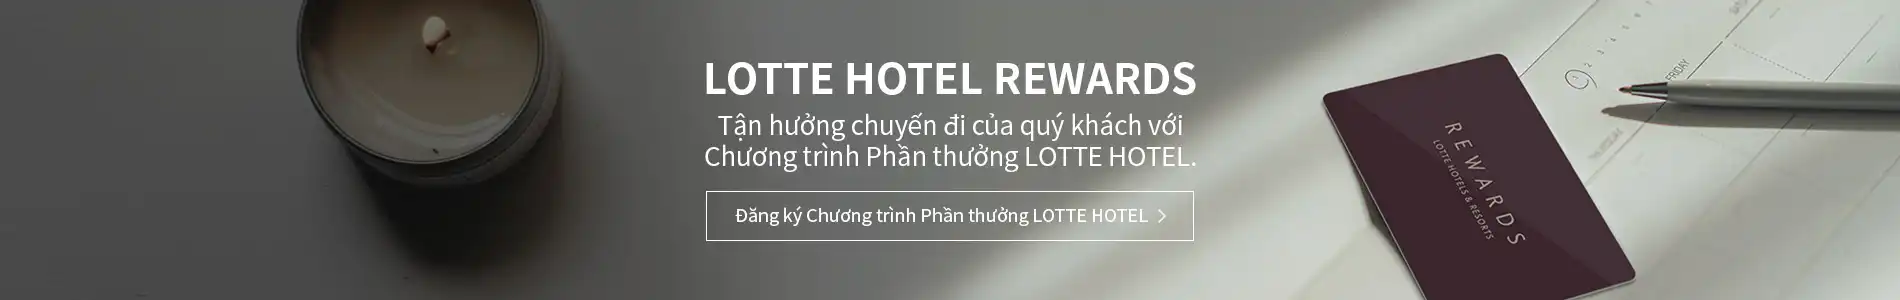 LOTTE HOTEL REWARDS
Tận hưởng chuyến đi của quý khách với
Chương trình Phần thưởng LOTTE HOTEL.
Đăng ký Chương trình Phần thưởng LOTTE HOTEL >
REWARDS
LOTTE HOTELS & RESORTS
FRIDAY